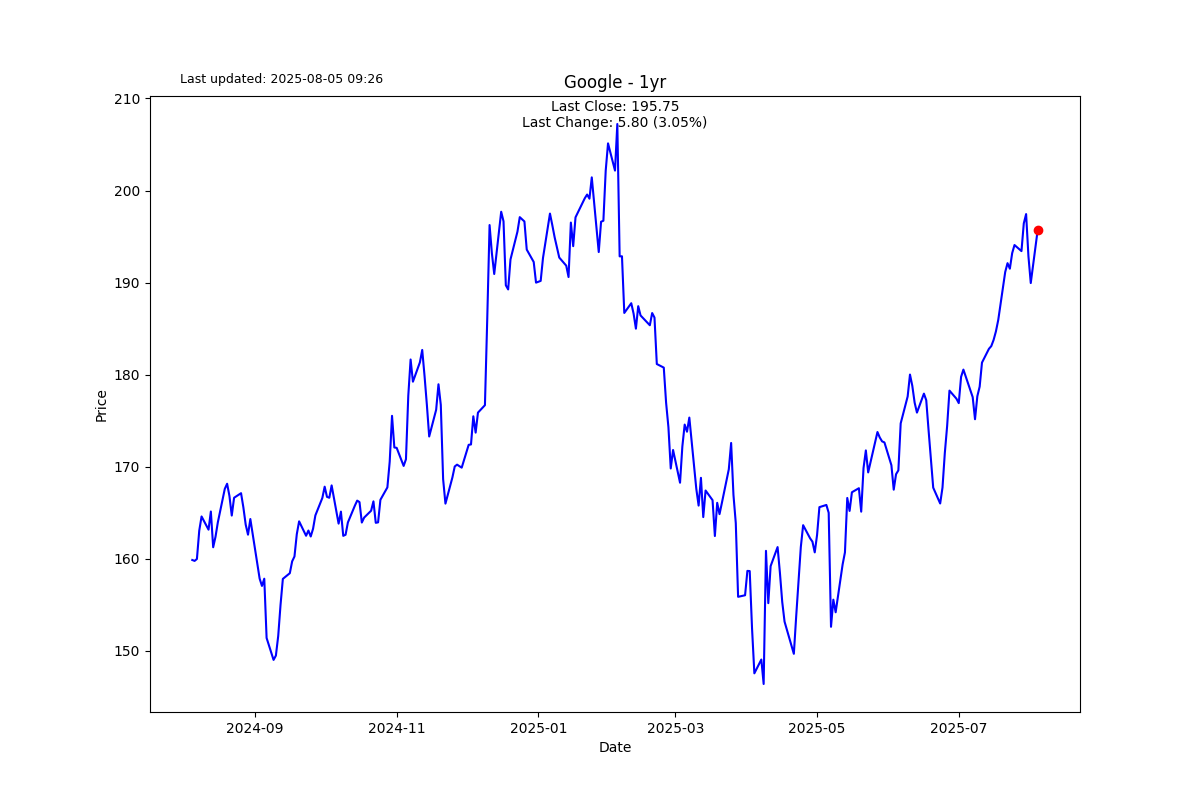 Last updated: 2025-08-05 09:26
Google - 1yr
Last Close: 195.75
Last Change: 5.80 (3.05%)
210
200
190
180
170
160
150
Price
2024-09
2024-11
2025-01
2025-03
2025-05
2025-07
Date